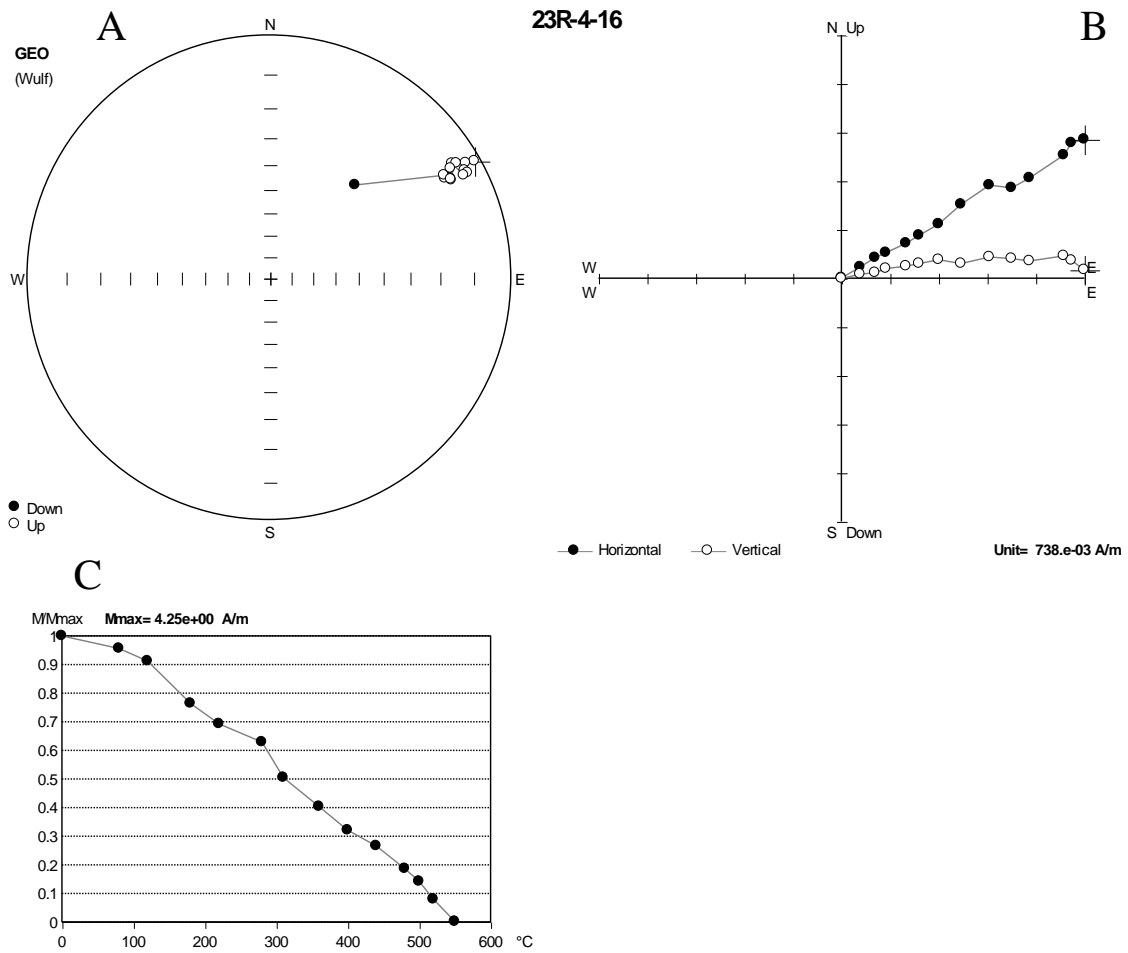 23R-4-16
A
GEO
(Wulf)
N
W
E
S
● Down
○ Up
B
N Up
W
W
E
E
S Down
Horizontal
Vertical
Unit= 738.e-03 A/m
C
M/Mmax Mmax= 4.25e+00 A/m
1
0.9
0.8
0.7
0.6
0.5
0.4
0.3
0.2
0.1
0
0 100 200 300 400 500 600 °C